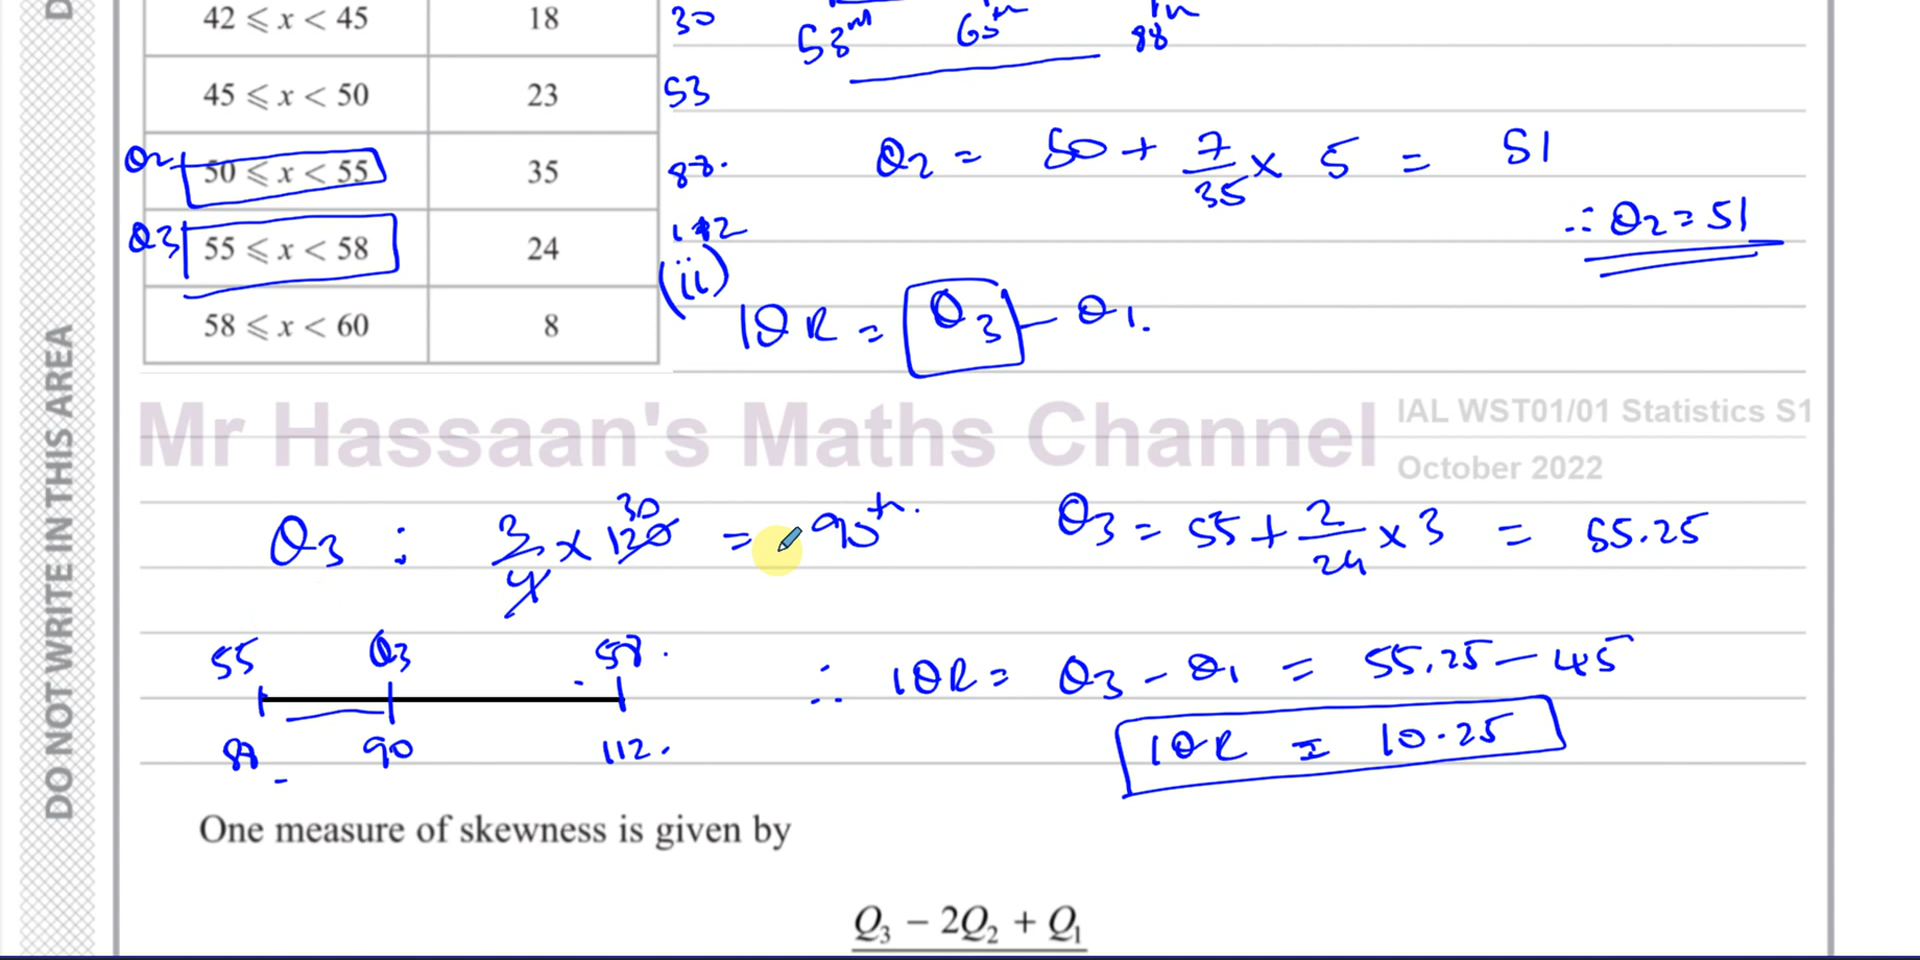 42 ⩽ x < 45 18 30
53rd 60th 88th
45 ⩽ x < 50 23 53
Q2 50 ⩽ x < 55 35 88.
Q2 = 50 + 7/35 × 5 = 51
∴ Q2 = 51
Q3 55 ⩽ x < 58 24 112
(ii)
IQR = Q3 - Q1.
58 ⩽ x < 60 8
DO NOT WRITE IN THIS AREA
Mr Hassaan's Maths Channel
IAL WST01/01 Statistics S1
October 2022
Q3 : 3/4 × 120 30 = 90th.
Q3 = 55 + 2/24 × 3 = 55.25
55 Q3 58.
88 90 112.
∴ IQR = Q3 - Q1 = 55.25 - 45
IQR = 10.25
One measure of skewness is given by
Q3 − 2Q2 + Q1